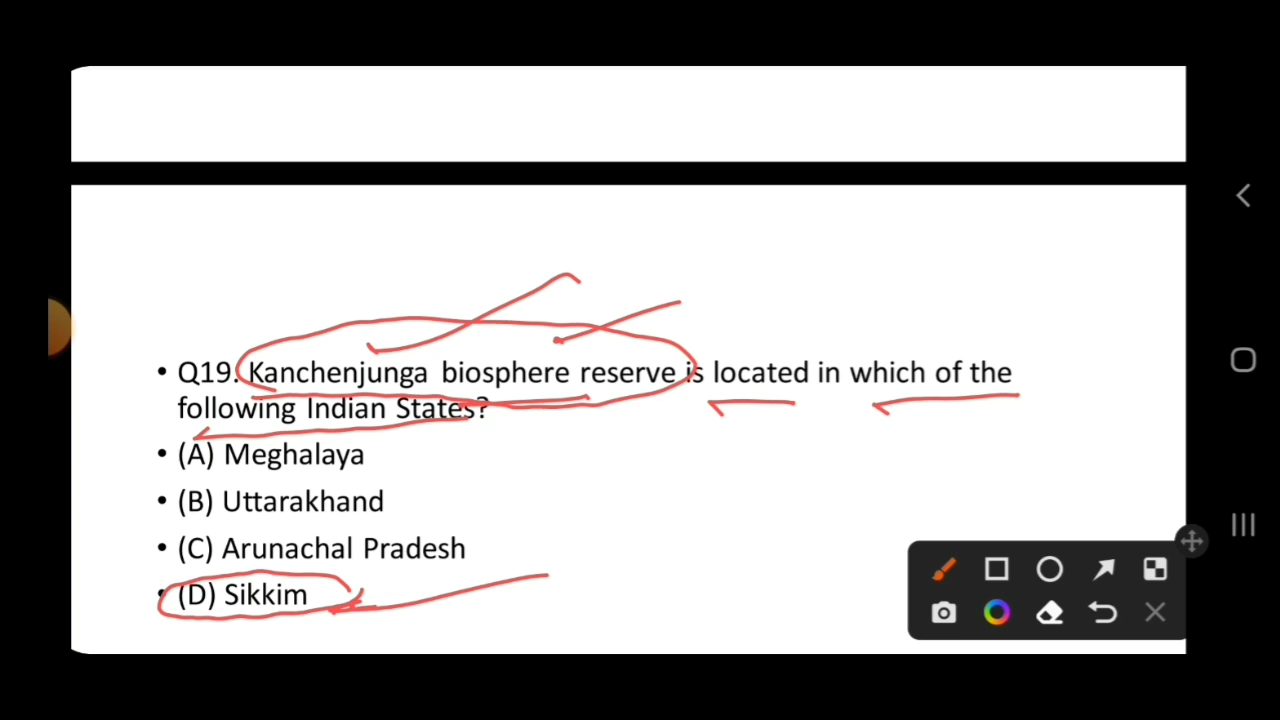 • Q19. Kanchenjunga biosphere reserve is located in which of the
following Indian States?
• (A) Meghalaya
• (B) Uttarakhand
• (C) Arunachal Pradesh
• (D) Sikkim